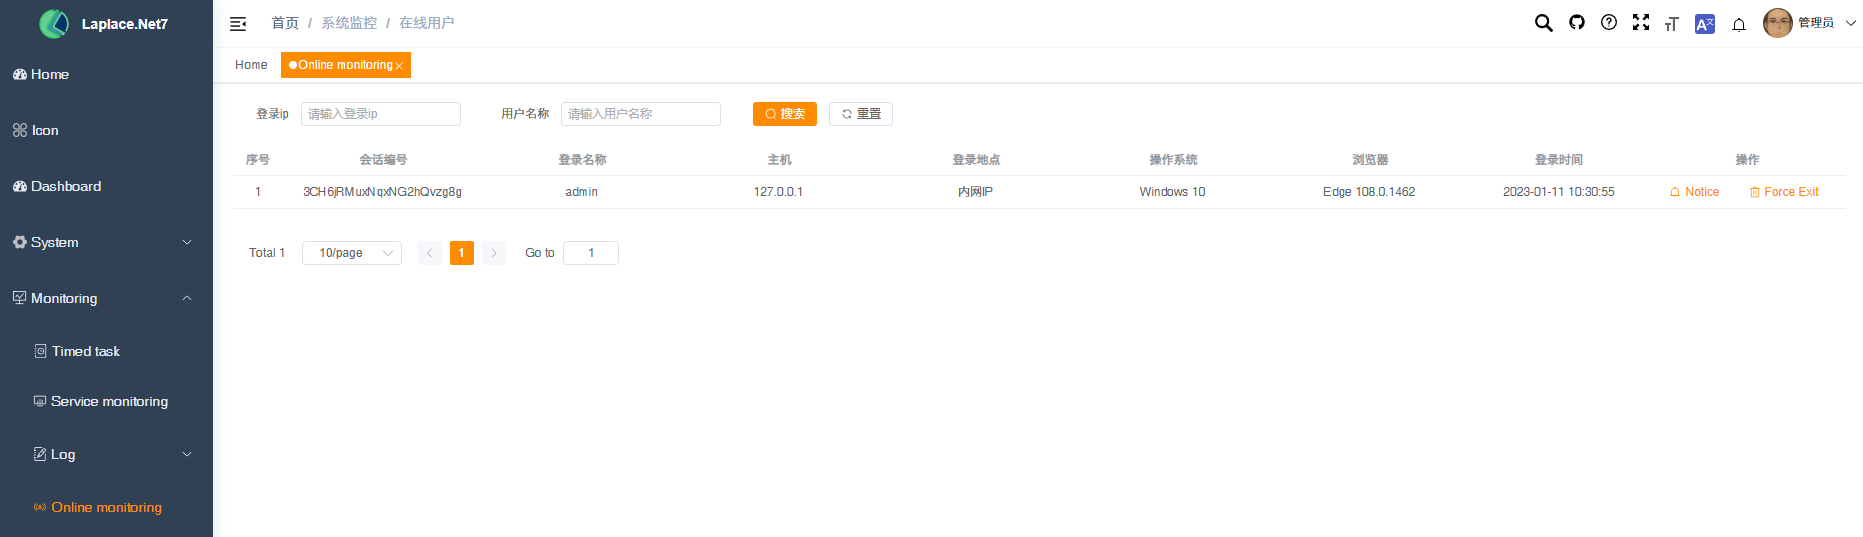 Laplace.Net7
Home
Icon
Dashboard
System
Monitoring
Timed task
Service monitoring
Log
Online monitoring
首页 / 系统监控 / 在线用户
管理员
Home Online monitoring
登录ip 请输入登录ip 用户名称 请输入用户名称 搜索 重置
序号 会话编号 登录名称 主机 登录地点 操作系统 浏览器 登录时间 操作
1 3CH6jRMuxNqxNG2hQvzg8g admin 127.0.0.1 内网IP Windows 10 Edge 108.0.1462 2023-01-11 10:30:55 Notice Force Exit
Total 1 10/page 1 Go to 1